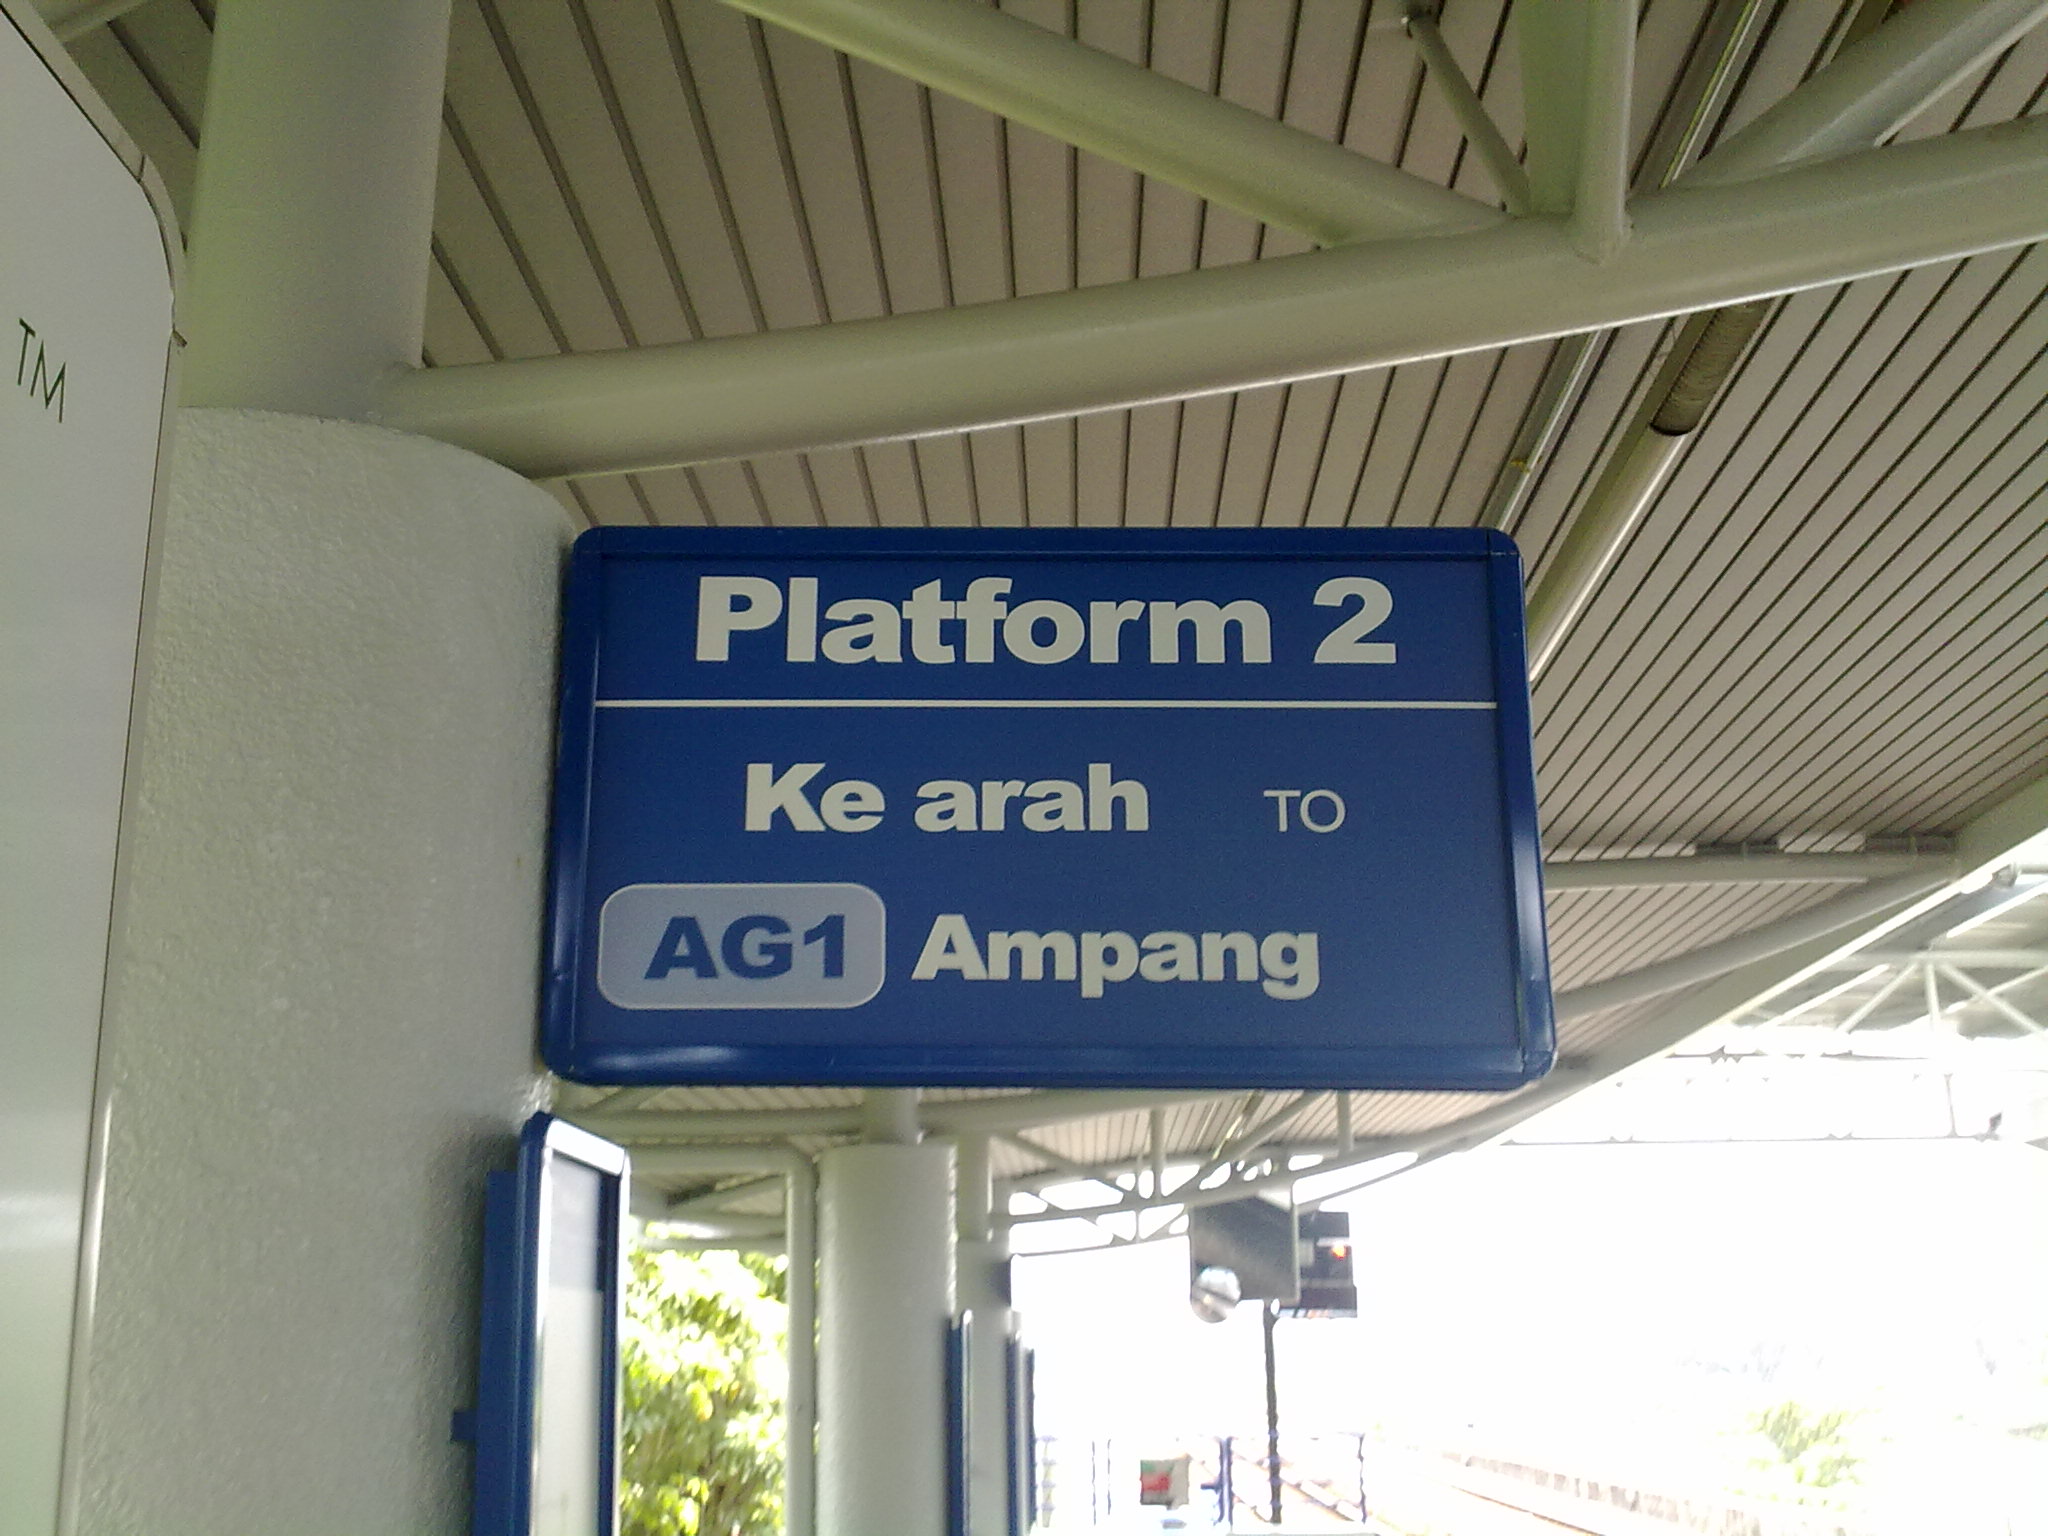 TM
Platform 2
Ke arah TO
AG1 Ampang